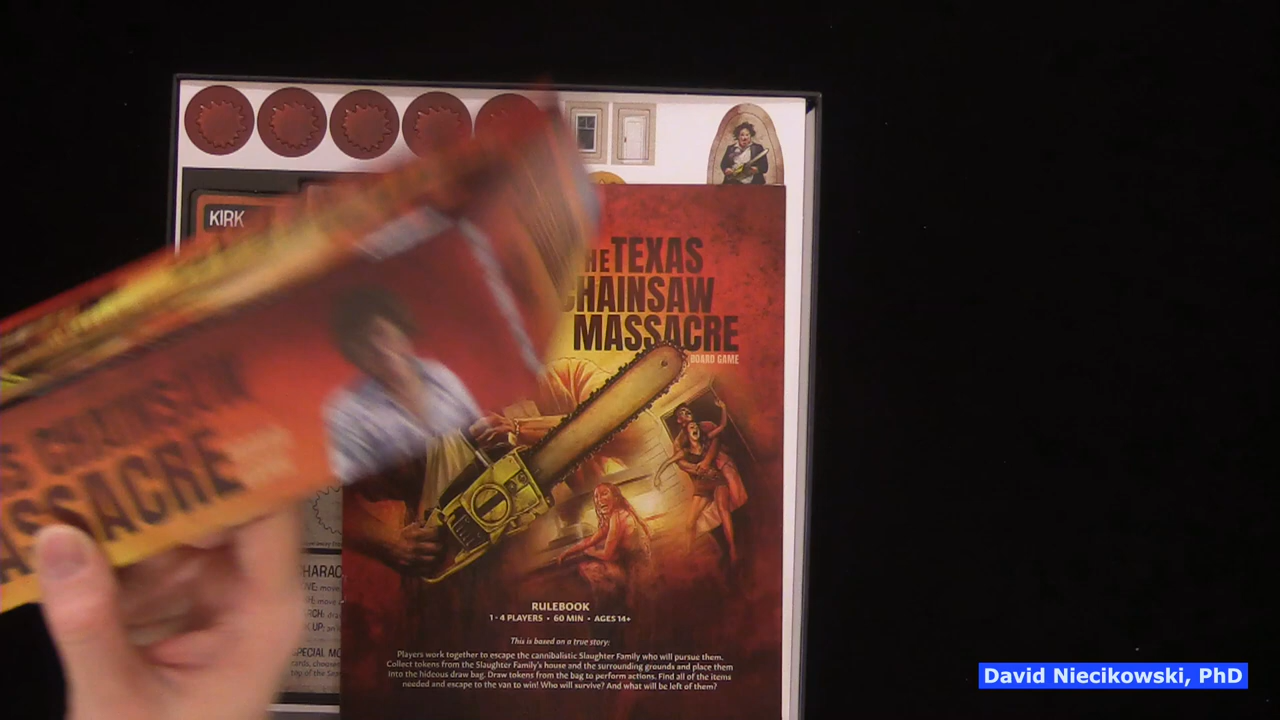 KIRK
THE TEXAS
CHAINSAW
MASSACRE
BOARD GAME
S CHAINSAW
MASSACRE
RULEBOOK
1 - 4 PLAYERS • 60 MIN • AGES 14+
This is based on a true story:
Players work together to escape the cannibalistic Slaughter Family who will pursue them.
Collect tokens from the Slaughter Family's house and the surrounding grounds and place them
into the hideous draw bag. Draw tokens from the bag to perform actions. Find all of the items
needed and escape to the van to win! Who will survive? And what will be left of them?
David Niecikowski, PhD